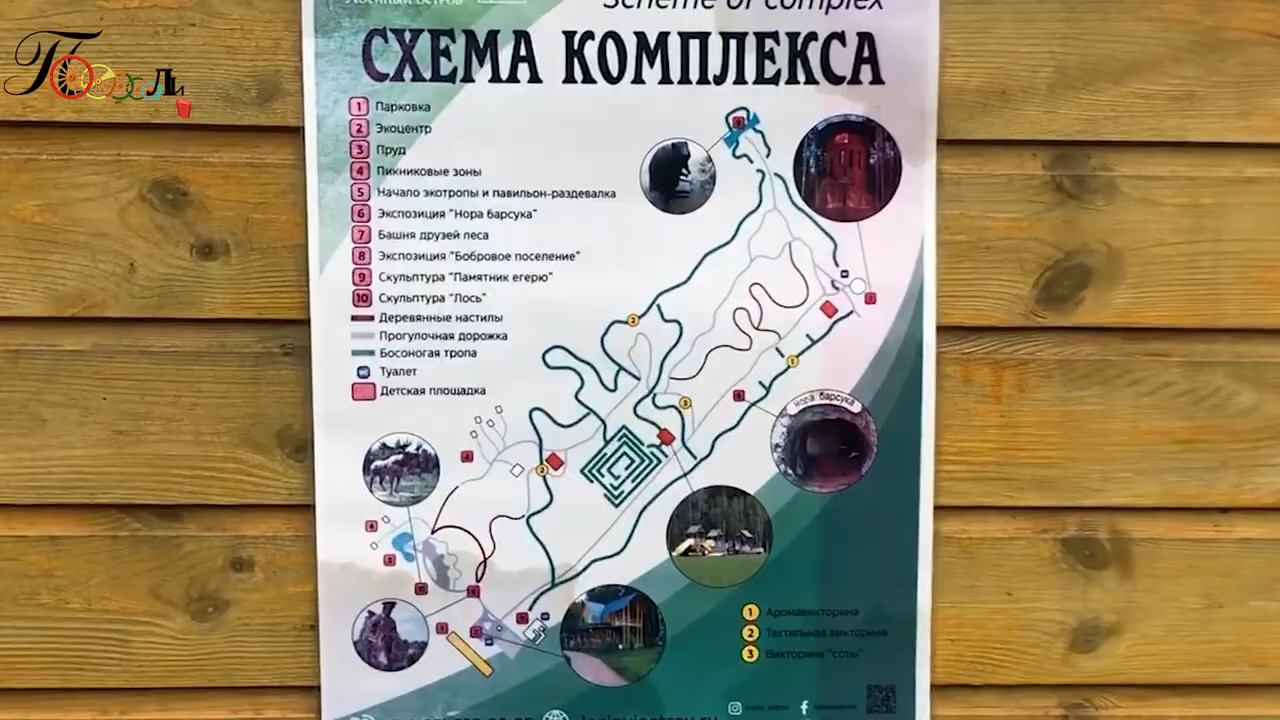 Лосиный остров
Scheme of complex
СХЕМА КОМПЛЕКСА
1 Парковка
2 Экоцентр
3 Пруд
4 Пикниковые зоны
5 Начало экотропы и павильон-раздевалка
6 Экспозиция "Нора барсука"
7 Башня друзей леса
8 Экспозиция "Бобровое поселение"
9 Скульптура "Памятник егерю"
10 Скульптура "Лось"
Деревянные настилы
Прогулочная дорожка
Босоногая тропа
Туалет
Детская площадка
нора барсука
1 Аромавикторина
2 Тактильная викторина
3 Викторина "соты"